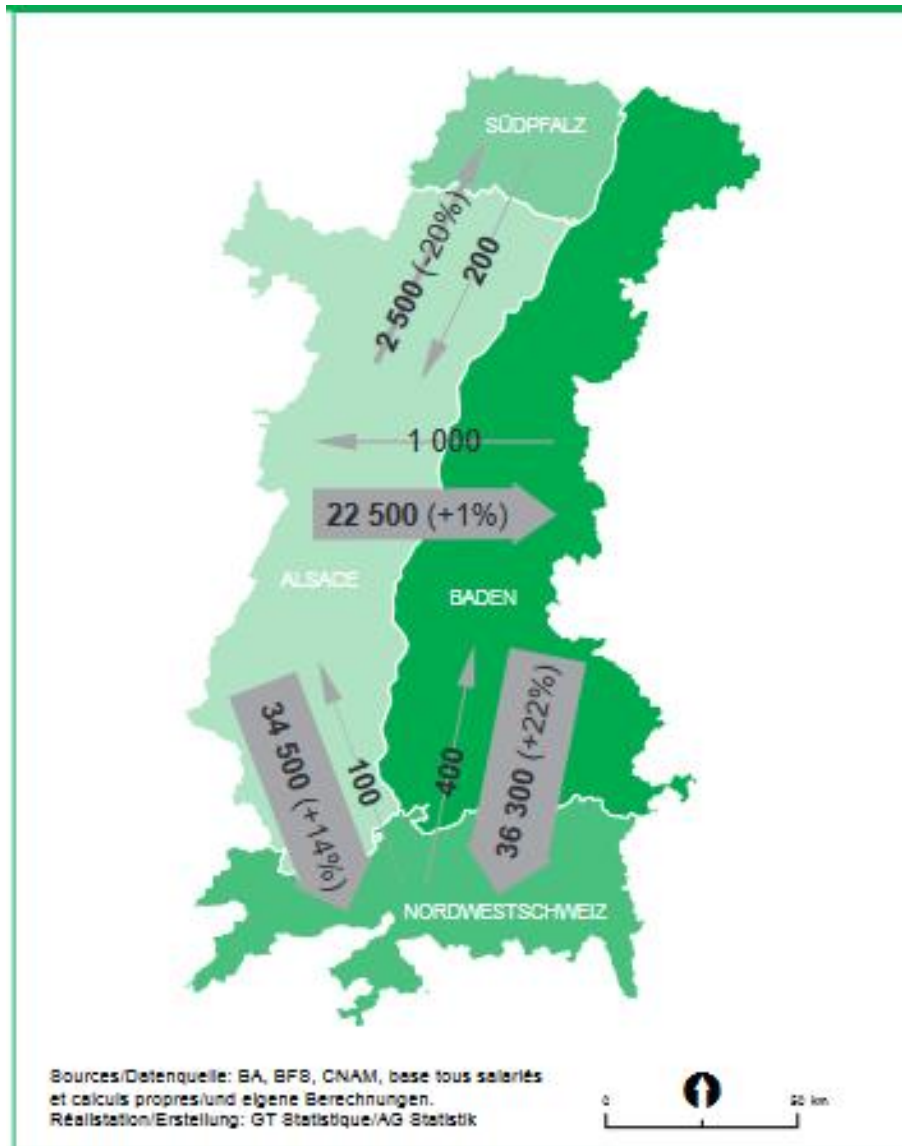 SÜDPFALZ
2 500 (-20%)
200
1 000
22 500 (+1%)
ALSACE
BADEN
34 500 (+14%)
100
400
36 300 (+22%)
NORDWESTSCHWEIZ
Sources/Datenquelle: BA, BFS, CNAM, base tous salariés
et calculs propres/und eigene Berechnungen.
Réalistation/Erstellung: GT Statistique/AG Statistik
0 50 km